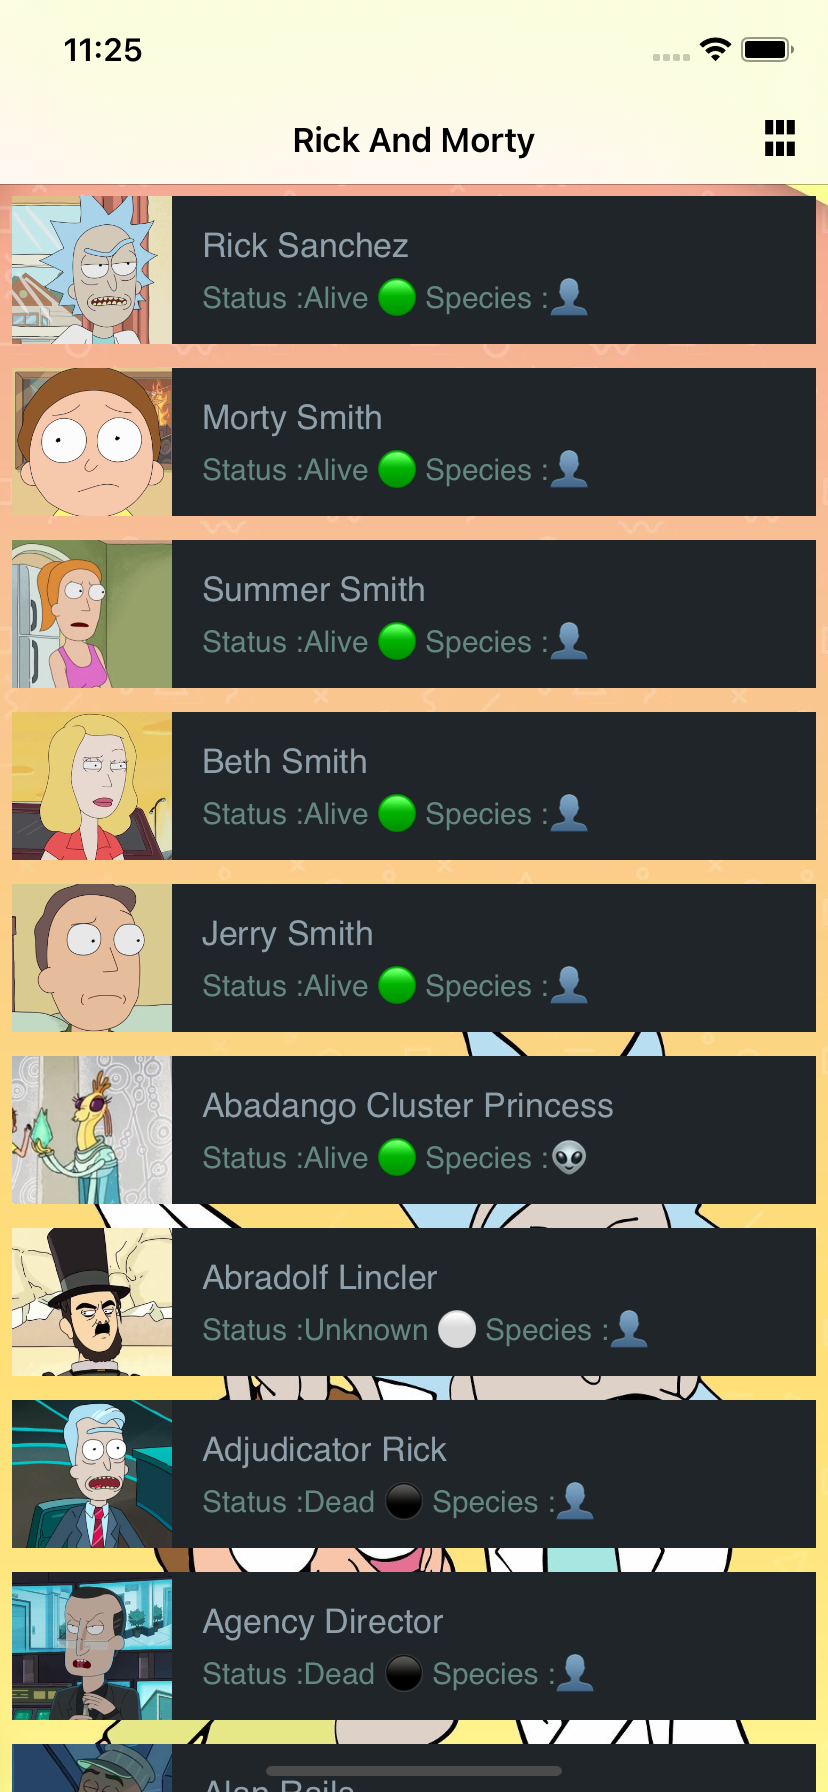 11:25
Rick And Morty
Rick Sanchez
Status :Alive 🟢 Species :👤
Morty Smith
Status :Alive 🟢 Species :👤
Summer Smith
Status :Alive 🟢 Species :👤
Beth Smith
Status :Alive 🟢 Species :👤
Jerry Smith
Status :Alive 🟢 Species :👤
Abadango Cluster Princess
Status :Alive 🟢 Species :👽
Abradolf Lincler
Status :Unknown ⚪ Species :👤
Adjudicator Rick
Status :Dead ⚫ Species :👤
Agency Director
Status :Dead ⚫ Species :👤
Alan Rails